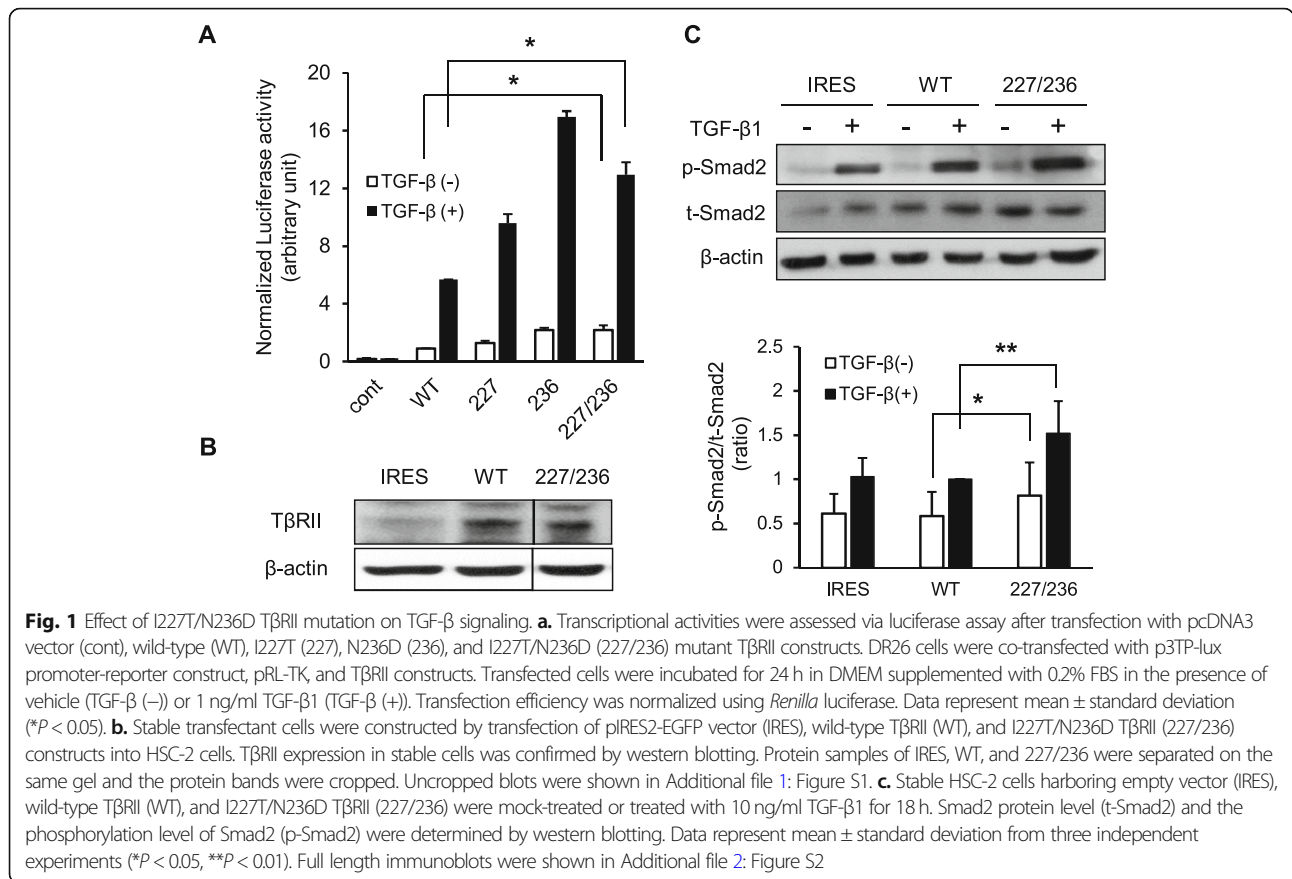 A
Normalized Luciferase activity
(arbitrary unit)
20
16
12
8
4
0
*
*
TGF-β (-)
TGF-β (+)
cont
WT
227
236
227/236
B
IRES WT 227/236
TβRII
β-actin
C
IRES WT 227/236
TGF-β1 - + - + - +
p-Smad2
t-Smad2
β-actin
p-Smad2/t-Smad2
(ratio)
2.5
2
1.5
1
0.5
0
TGF-β(-)
TGF-β(+)
*
**
IRES WT 227/236
Fig. 1 Effect of I227T/N236D TβRII mutation on TGF-β signaling. a. Transcriptional activities were assessed via luciferase assay after transfection with pcDNA3
vector (cont), wild-type (WT), I227T (227), N236D (236), and I227T/N236D (227/236) mutant TβRII constructs. DR26 cells were co-transfected with p3TP-lux
promoter-reporter construct, pRL-TK, and TβRII constructs. Transfected cells were incubated for 24 h in DMEM supplemented with 0.2% FBS in the presence of
vehicle (TGF-β (−)) or 1 ng/ml TGF-β1 (TGF-β (+)). Transfection efficiency was normalized using Renilla luciferase. Data represent mean ± standard deviation
(*P < 0.05). b. Stable transfectant cells were constructed by transfection of pIRES2-EGFP vector (IRES), wild-type TβRII (WT), and I227T/N236D TβRII (227/236)
constructs into HSC-2 cells. TβRII expression in stable cells was confirmed by western blotting. Protein samples of IRES, WT, and 227/236 were separated on the
same gel and the protein bands were cropped. Uncropped blots were shown in Additional file 1: Figure S1. c. Stable HSC-2 cells harboring empty vector (IRES),
wild-type TβRII (WT), and I227T/N236D TβRII (227/236) were mock-treated or treated with 10 ng/ml TGF-β1 for 18 h. Smad2 protein level (t-Smad2) and the
phosphorylation level of Smad2 (p-Smad2) were determined by western blotting. Data represent mean ± standard deviation from three independent
experiments (*P < 0.05, **P < 0.01). Full length immunoblots were shown in Additional file 2: Figure S2